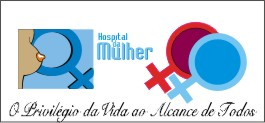 Hospital
da
Mulher
O Privilégio da Vida ao Alcance de Todos